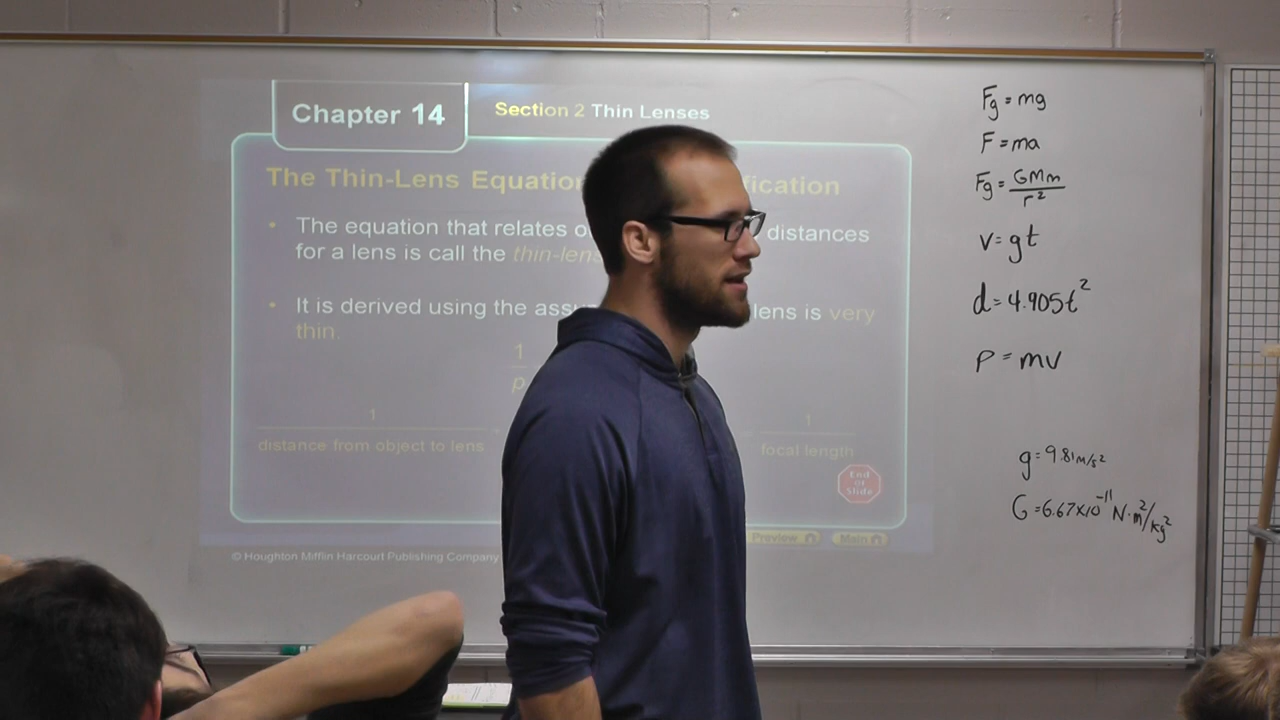 Chapter 14
Section 2 Thin Lenses
The Thin-Lens Equation
The equation that relates distances
for a lens is call the thin-lens
It is derived using the lens is very
thin.
1
p
1
1
distance from object to lens
focal length
End
of
Slide
Preview Main
© Houghton Mifflin Harcourt Publishing Company
Fg = mg
F = ma
Fg = GMm
r²
v = gt
d = 4.905t²
P = mv
g = 9.81 m/s²
G = 6.67x10⁻¹¹ N·m²/kg²